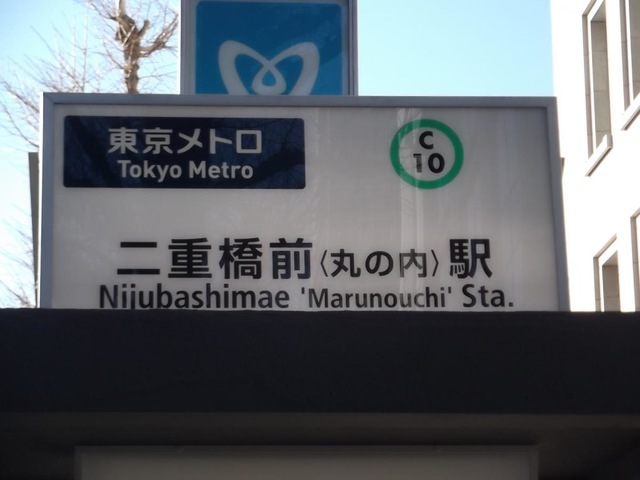 東京メトロ
Tokyo Metro
C
10
二重橋前〈丸の内〉駅
Nijubashimae 'Marunouchi' Sta.